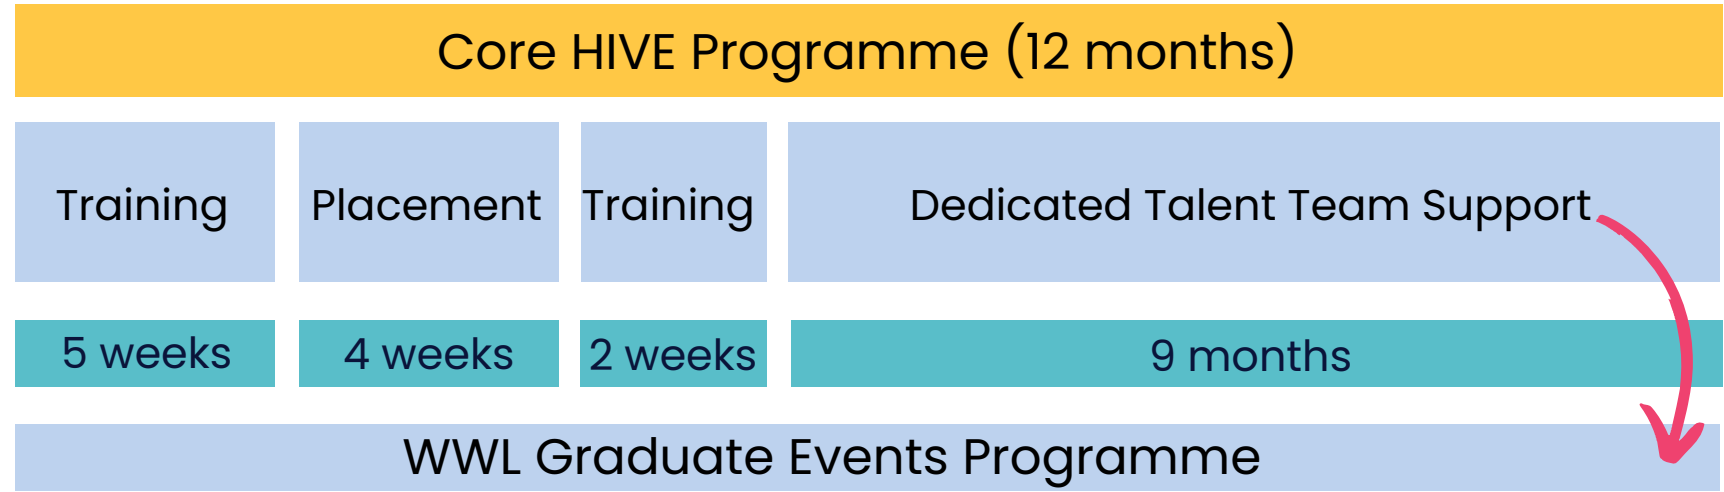 Core HIVE Programme (12 months)
Training
Placement
Training
Dedicated Talent Team Support
5 weeks
4 weeks
2 weeks
9 months
WWL Graduate Events Programme